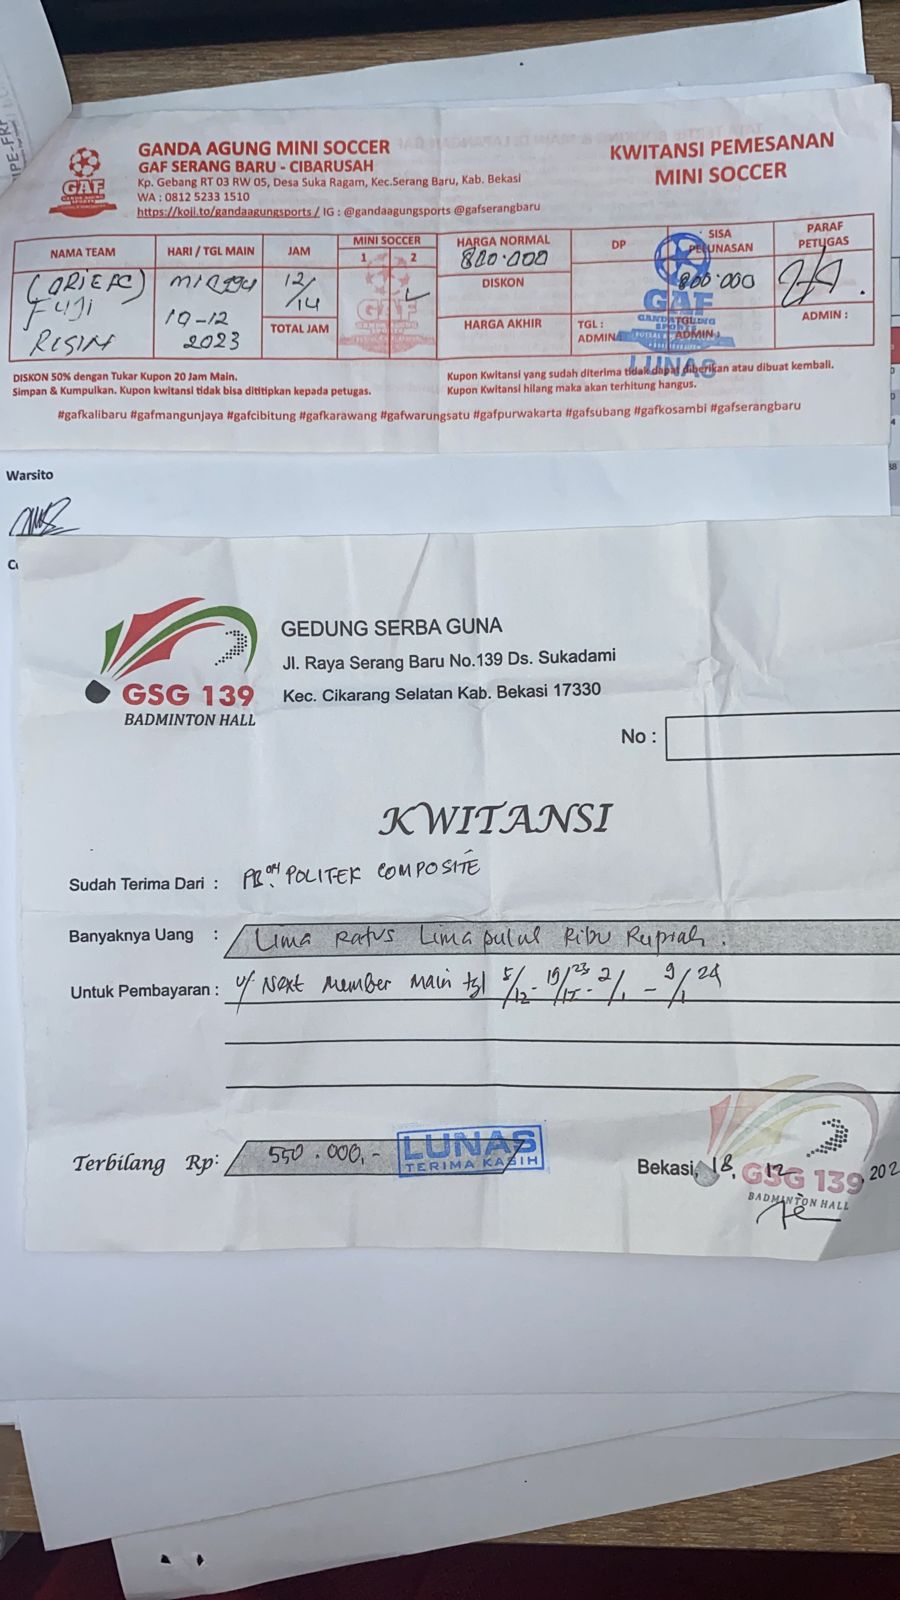 GANDA AGUNG MINI SOCCER
GAF SERANG BARU - CIBARUSAH
Kp. Gebang RT 03 RW 05, Desa Suka Ragam, Kec.Serang Baru, Kab. Bekasi
WA : 0812 5233 1510
https://koji.to/gandaagungsports / IG : @gandaagungsports @gafserangbaru
KWITANSI PEMESANAN
MINI SOCCER
GAF
NAMA TEAM
HARI / TGL MAIN
JAM
MINI SOCCER
1 2
HARGA NORMAL
DP
SISA
PELUNASAN
PARAF
PETUGAS
FUJI
RESIN
10-12
2023
12/14
TOTAL JAM
800.000
DISKON
HARGA AKHIR
TGL :
ADMIN
800.000
GAF
TGL:
ADMIN :
LUNAS
ADMIN :
DISKON 50% dengan Tukar Kupon 20 Jam Main.
Simpan & Kumpulkan. Kupon kwitansi tidak bisa dititipkan kepada petugas.
Kupon Kwitansi yang sudah diterima tidak dapat diberikan atau dibuat kembali.
Kupon Kwitansi hilang maka akan terhitung hangus.
#gafkalibaru #gafmangunjaya #gafcibitung #gafkarawang #gafwarungsatu #gafpurwakarta #gafsubang #gafkosambi #gafserangbaru
Warsito
GSG 139
BADMINTON HALL
GEDUNG SERBA GUNA
Jl. Raya Serang Baru No.139 Ds. Sukadami
Kec. Cikarang Selatan Kab. Bekasi 17330
No :
KWITANSI
Sudah Terima Dari : POLITEK COMPOSITE
Banyaknya Uang : Lima Ratus Lima puluh Ribu Rupiah.
Untuk Pembayaran : u/ Next Member Main tgl 5/12 - 19/12 23 - 2/1 - 9/1 24
Terbilang Rp: 550.000,-
LUNAS
TERIMA KASIH
Bekasi, 18, 12, 202
GSG 139
BADMINTON HALL